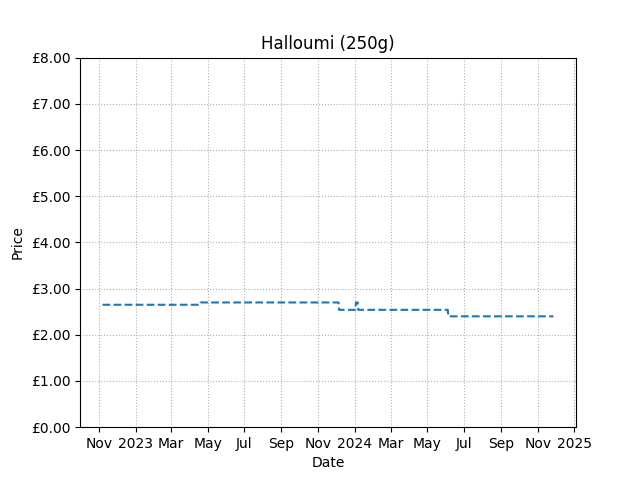 Halloumi (250g)
£8.00
£7.00
£6.00
£5.00
£4.00
£3.00
£2.00
£1.00
£0.00
Price
Nov 2023 Mar May Jul Sep Nov 2024 Mar May Jul Sep Nov 2025
Date